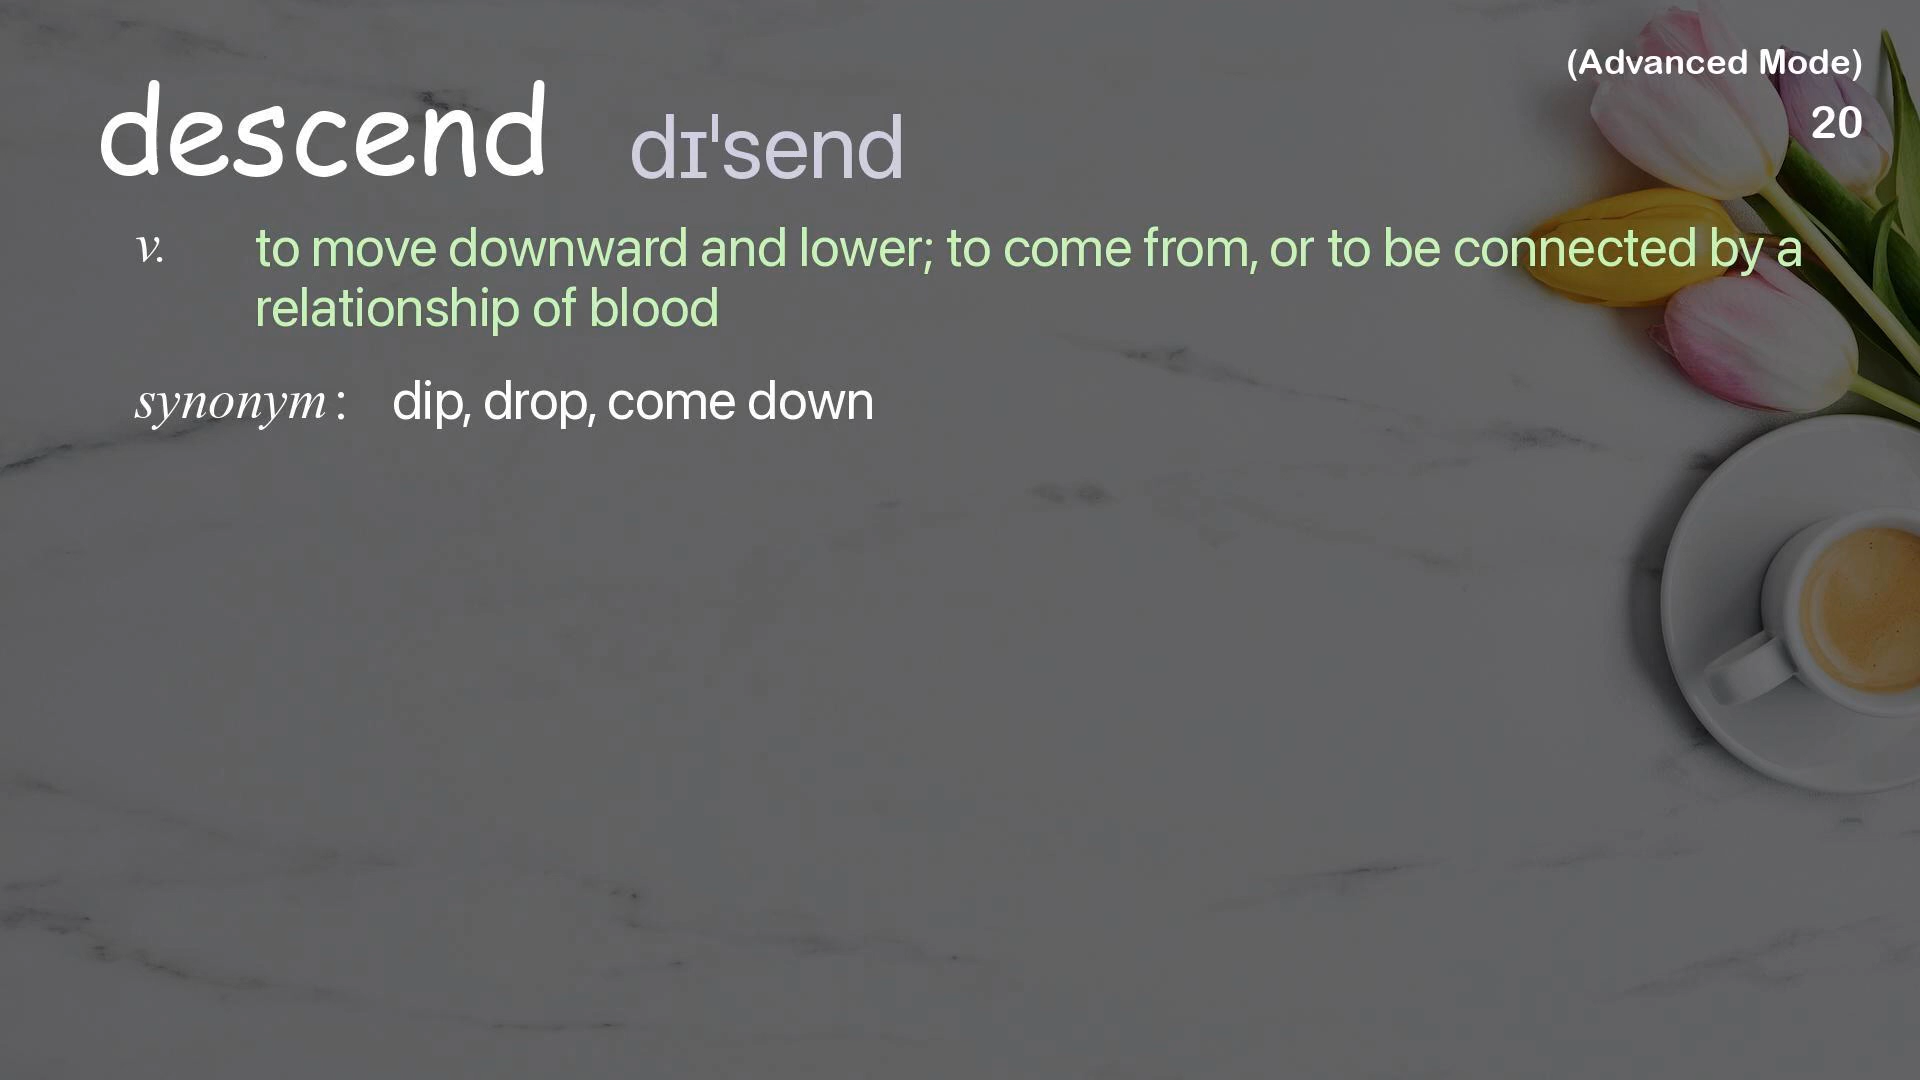 (Advanced Mode)
20
descend dɪˈsend
v. to move downward and lower; to come from, or to be connected by a
relationship of blood
synonym: dip, drop, come down